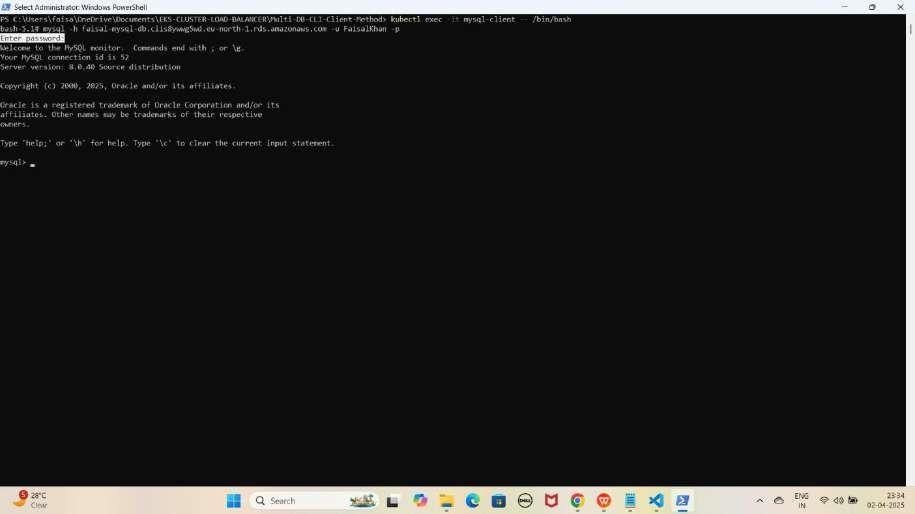 Select Administrator: Windows PowerShell
PS C:\Users\faisa\OneDrive\Documents\EKS-CLUSTER-LOAD-BALANCER\Multi-DB-CLI-Client-Method> kubectl exec -it mysql-client -- /bin/bash
bash-5.1# mysql -h faisal-mysql-db.clis8ywwg5wd.eu-north-1.rds.amazonaws.com -u FaisalKhan -p
Enter password:
Welcome to the MySQL monitor.  Commands end with ; or \g.
Your MySQL connection id is 52
Server version: 8.0.40 Source distribution
Copyright (c) 2000, 2025, Oracle and/or its affiliates.
Oracle is a registered trademark of Oracle Corporation and/or its
affiliates. Other names may be trademarks of their respective
owners.
Type 'help;' or '\h' for help. Type '\c' to clear the current input statement.
mysql>
5
28°C
Clear
Search
DELL
ENG
IN
23:34
02-04-2025